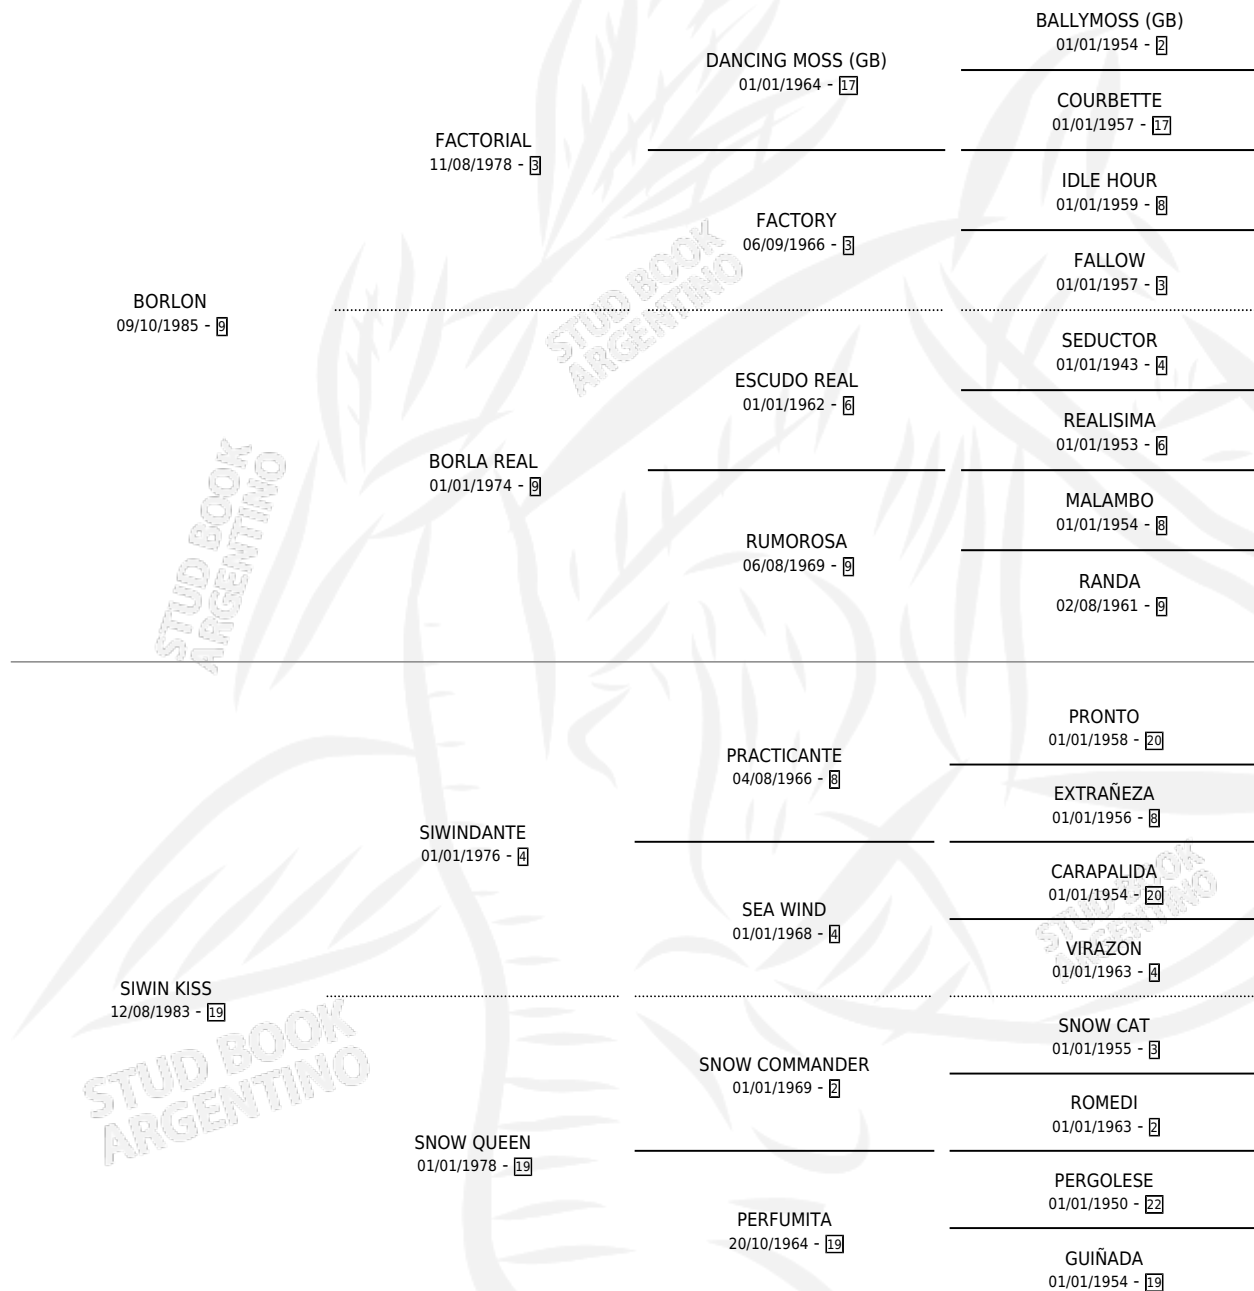 BALLYMOSS (GB)
01/01/1954 - 2
DANCING MOSS (GB)
01/01/1964 - 17
COURBETTE
01/01/1957 - 17
FACTORIAL
11/08/1978 - 3
IDLE HOUR
01/01/1959 - 8
FACTORY
06/09/1966 - 3
FALLOW
01/01/1957 - 3
BORLON
09/10/1985 - 9
SEDUCTOR
01/01/1943 - 4
ESCUDO REAL
01/01/1962 - 6
REALISIMA
01/01/1953 - 6
BORLA REAL
01/01/1974 - 9
MALAMBO
01/01/1954 - 8
RUMOROSA
06/08/1969 - 9
RANDA
02/08/1961 - 9
PRONTO
01/01/1958 - 20
PRACTICANTE
04/08/1966 - 8
EXTRAÑEZA
01/01/1956 - 8
SIWINDANTE
01/01/1976 - 4
CARAPALIDA
01/01/1954 - 20
SEA WIND
01/01/1968 - 4
VIRAZON
01/01/1963 - 4
SIWIN KISS
12/08/1983 - 19
SNOW CAT
01/01/1955 - 3
SNOW COMMANDER
01/01/1969 - 2
ROMEDI
01/01/1963 - 2
SNOW QUEEN
01/01/1978 - 19
PERGOLESE
01/01/1950 - 22
PERFUMITA
20/10/1964 - 19
GUIÑADA
01/01/1954 - 19
STUD BOOK
ARGENTINO
STUD BOOK
ARGENTINO
STUD BOOK
ARGENTINO
STUD BOOK
ARGENTINO